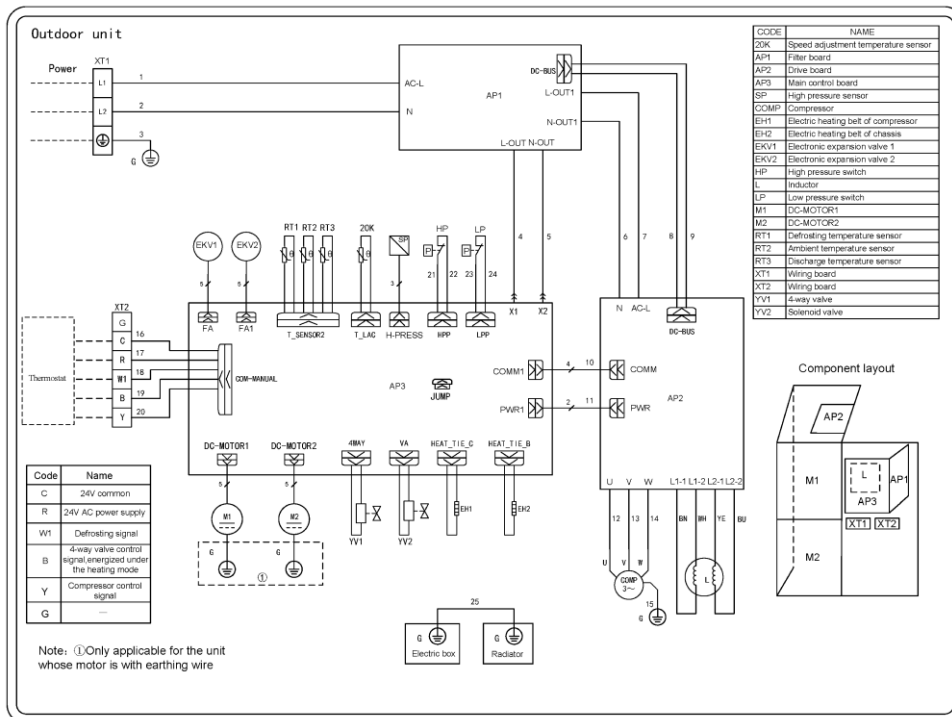 Outdoor unit
Power
XT1
L1
L2
1
2
3
G
AC-L
N
AP1
DC-BUS
L-OUT1
N-OUT1
L-OUT N-OUT
4
5
6
7
8
9
CODE NAME
20K Speed adjustment temperature sensor
AP1 Filter board
AP2 Drive board
AP3 Main control board
SP High pressure sensor
COMP Compressor
EH1 Electric heating belt of compressor
EH2 Electric heating belt of chassis
EKV1 Electronic expansion valve 1
EKV2 Electronic expansion valve 2
HP High pressure switch
L Inductor
LP Low pressure switch
M1 DC-MOTOR1
M2 DC-MOTOR2
RT1 Defrosting temperature sensor
RT2 Ambient temperature sensor
RT3 Discharge temperature sensor
XT1 Wiring board
XT2 Wiring board
YV1 4-way valve
YV2 Solenoid valve
EKV1 EKV2
RT1 RT2 RT3
20K
SP
HP LP
θ θ θ θ
P P
5 5
3
21 22 23 24
FA FA1 T_SENSOR2 T_LAC H-PRESS HPP LPP X1 X2
XT2
G
C 16
R 17
W1 18
B 19
Y 20
Thermostat
COM-MANUAL
AP3
JUMP
COMM1 4 10 COMM
PWR1 2 11 PWR
AP2
N AC-L
DC-BUS
DC-MOTOR1 DC-MOTOR2 4WAY VA HEAT_TIE_C HEAT_TIE_B
5 5
M1 M2
YV1 YV2 EH1 EH2
G G
①
U V W L1-1 L1-2 L2-1 L2-2
12 13 14 BN WH YE BU
U V W
COMP
3~
15
G
L
Component layout
AP2
M1
L
AP3
AP1
XT1 XT2
M2
Code Name
C 24V common
R 24V AC power supply
W1 Defrosting signal
B 4-way valve control
signal,energized under
the heating mode
Y Compressor control
signal
G —
25
G G
Electric box Radiator
Note: ①Only applicable for the unit
whose motor is with earthing wire